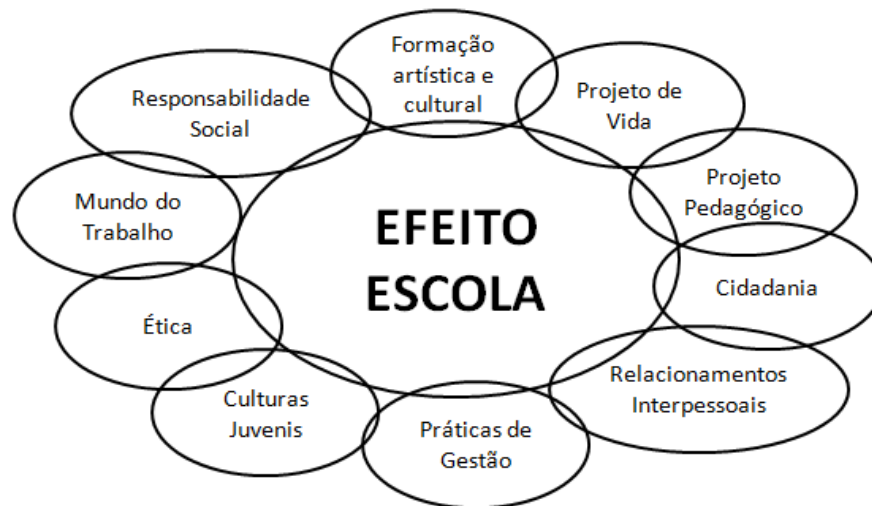 Formação
artística e
cultural
Projeto de
Vida
Projeto
Pedagógico
Cidadania
Relacionamentos
Interpessoais
Práticas de
Gestão
Culturas
Juvenis
Ética
Mundo do
Trabalho
Responsabilidade
Social
EFEITO
ESCOLA